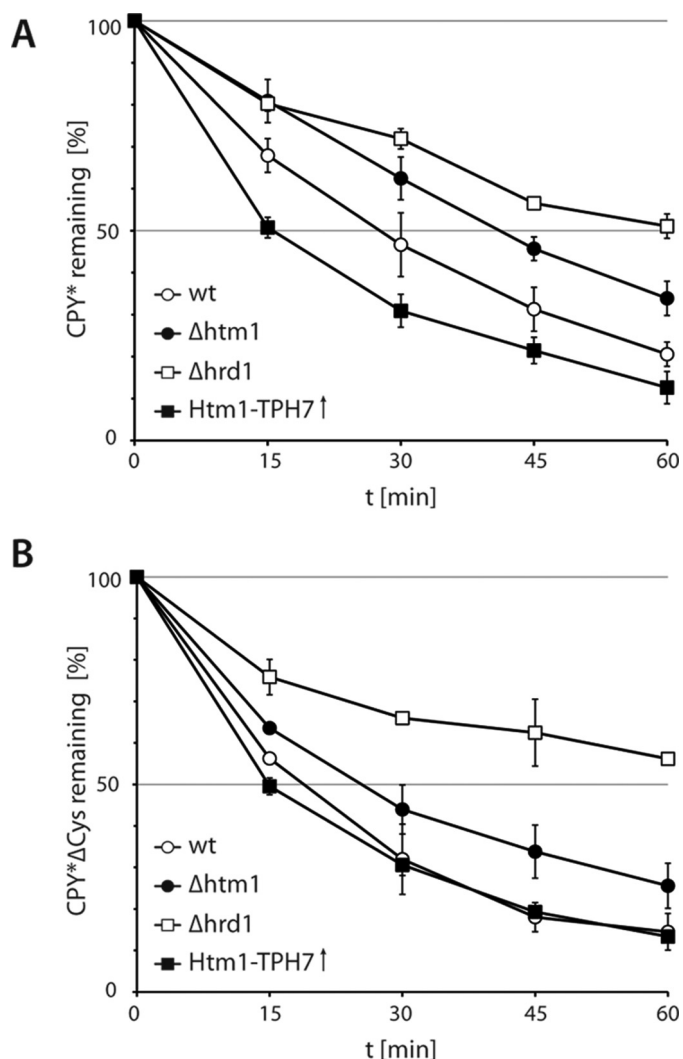 A
CPY* remaining [%]
100
50
0
wt
Δhtm1
Δhrd1
Htm1-TPH7↑
0 15 30 45 60
t [min]
B
CPY*ΔCys remaining [%]
100
50
0
wt
Δhtm1
Δhrd1
Htm1-TPH7↑
0 15 30 45 60
t [min]